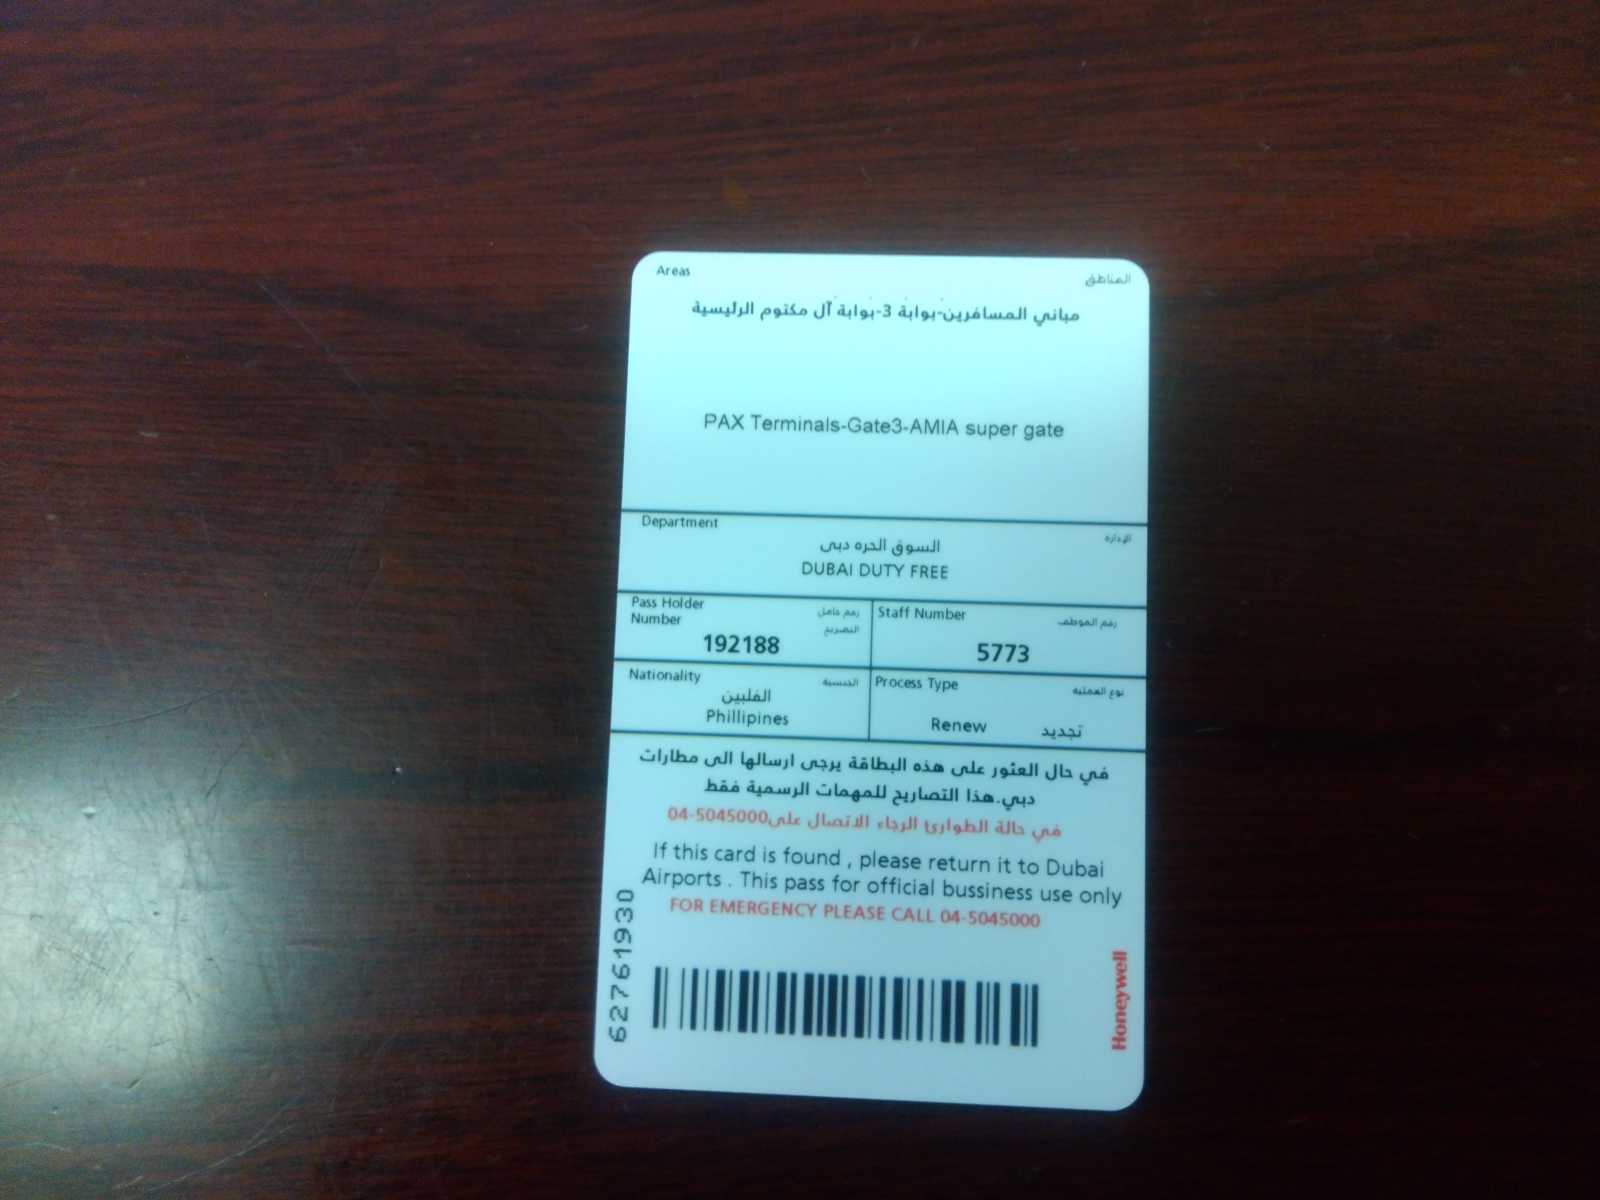 Areas المناطق
مباني المسافرين-بوابة 3-بوابة آل مكتوم الرئيسية
PAX Terminals-Gate3-AMIA super gate
Department الإدارة
السوق الحره دبى
DUBAI DUTY FREE
Pass Holder Number رقم حامل التصريح
192188
Staff Number رقم الموظف
5773
Nationality الجنسية
الفلبين
Phillipines
Process Type نوع العملية
Renew تجديد
في حال العثور على هذه البطاقة يرجى ارسالها الى مطارات
دبي.هذا التصاريح للمهمات الرسمية فقط
في حالة الطوارئ الرجاء الاتصال على04-5045000
If this card is found , please return it to Dubai
Airports . This pass for official bussiness use only
FOR EMERGENCY PLEASE CALL 04-5045000
62761930
Honeywell